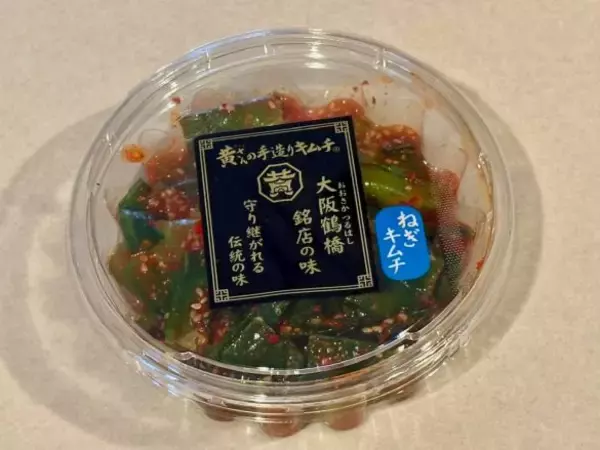 黄さんの手造りキムチ®
黄
おおさかつるはし
大阪鶴橋
銘店の味
守り継がれる
伝統の味
ねぎ
キムチ